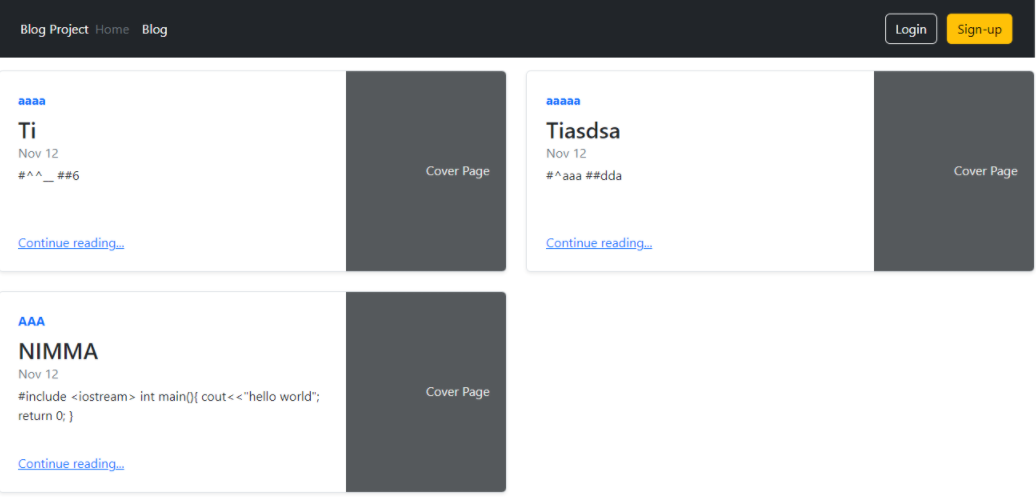 Blog Project Home Blog Login Sign-up
aaaa
Ti
Nov 12
#^^__ ##6
Continue reading...
Cover Page
aaaaa
Tiasdsa
Nov 12
#^aaa ##dda
Continue reading...
Cover Page
AAA
NIMMA
Nov 12
#include <iostream> int main(){ cout<<"hello world";
return 0; }
Continue reading...
Cover Page